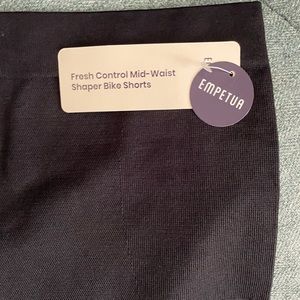 Fresh Control Mid-Waist
Shaper Bike Shorts
EMPETUA